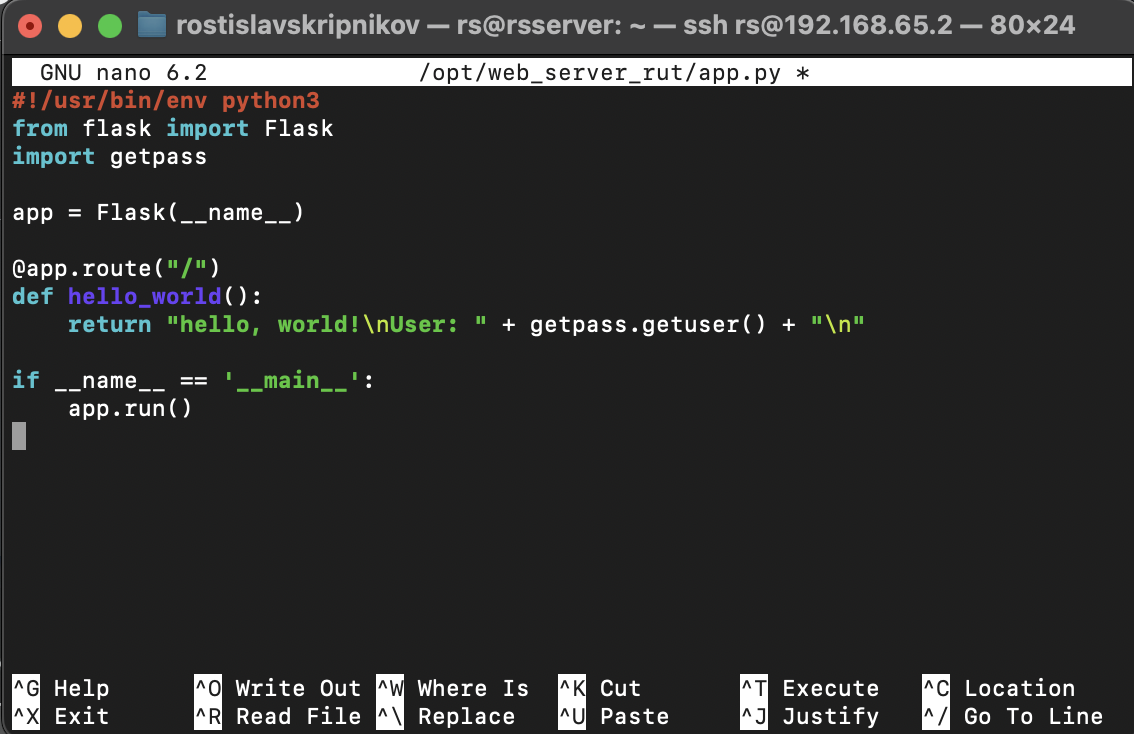 rostislavskripnikov — rs@rsserver: ~ — ssh rs@192.168.65.2 — 80×24
GNU nano 6.2 /opt/web_server_rut/app.py *
#!/usr/bin/env python3
from flask import Flask
import getpass
app = Flask(__name__)
@app.route("/")
def hello_world():
    return "hello, world!\nUser: " + getpass.getuser() + "\n"
if __name__ == '__main__':
    app.run()
^G Help ^O Write Out ^W Where Is ^K Cut ^T Execute ^C Location
^X Exit ^R Read File ^\ Replace ^U Paste ^J Justify ^/ Go To Line